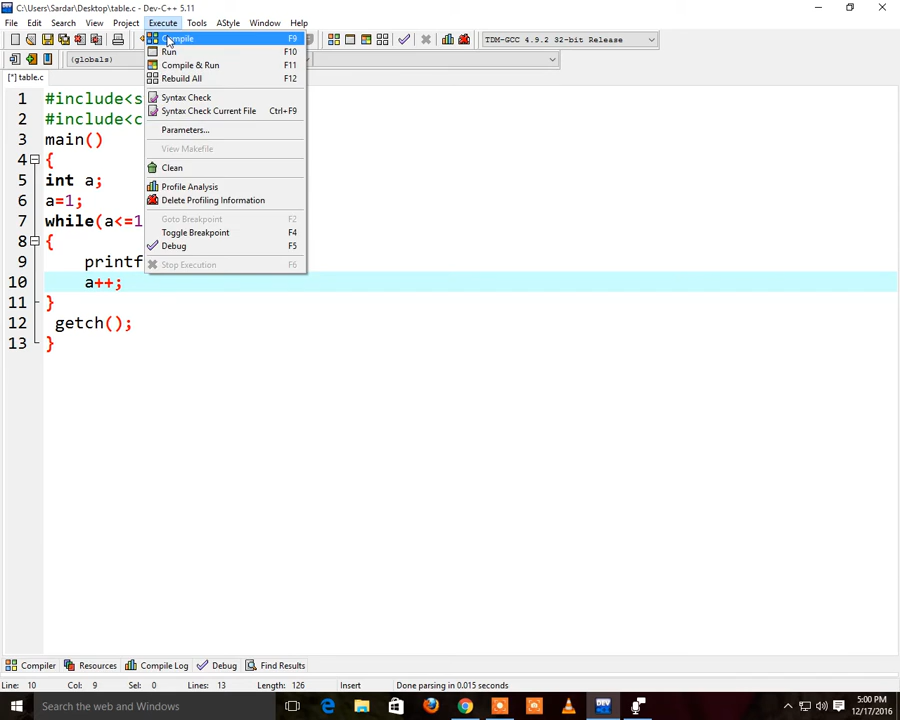 C:\Users\Sardar\Desktop\table.c - Dev-C++ 5.11
File Edit Search View Project Execute Tools AStyle Window Help
TDM-GCC 4.9.2 32-bit Release
(globals)
[*] table.c
Compile F9
Run F10
Compile & Run F11
Rebuild All F12
Syntax Check
Syntax Check Current File Ctrl+F9
Parameters...
View Makefile
Clean
Profile Analysis
Delete Profiling Information
Goto Breakpoint F2
Toggle Breakpoint F4
Debug F5
Stop Execution F6
1 #include<s
2 #include<c
3 main()
4 {
5 int a;
6 a=1;
7 while(a<=1
8 {
9 printf
10 a++;
11 }
12 getch();
13 }
Compiler Resources Compile Log Debug Find Results
Line: 10 Col: 9 Sel: 0 Lines: 13 Length: 126 Insert Done parsing in 0.015 seconds
Search the web and Windows
5:00 PM
12/17/2016